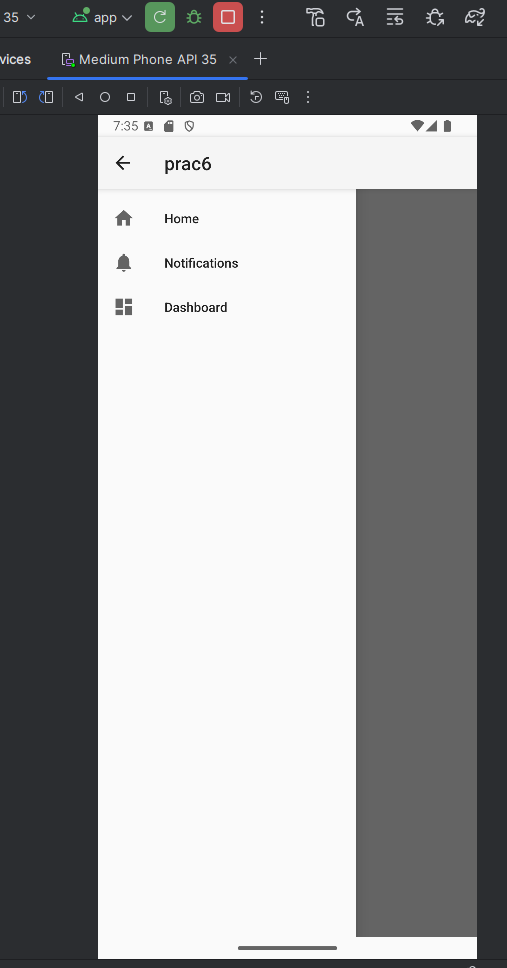 35 app
vices Medium Phone API 35
7:35 A
prac6
Home
Notifications
Dashboard